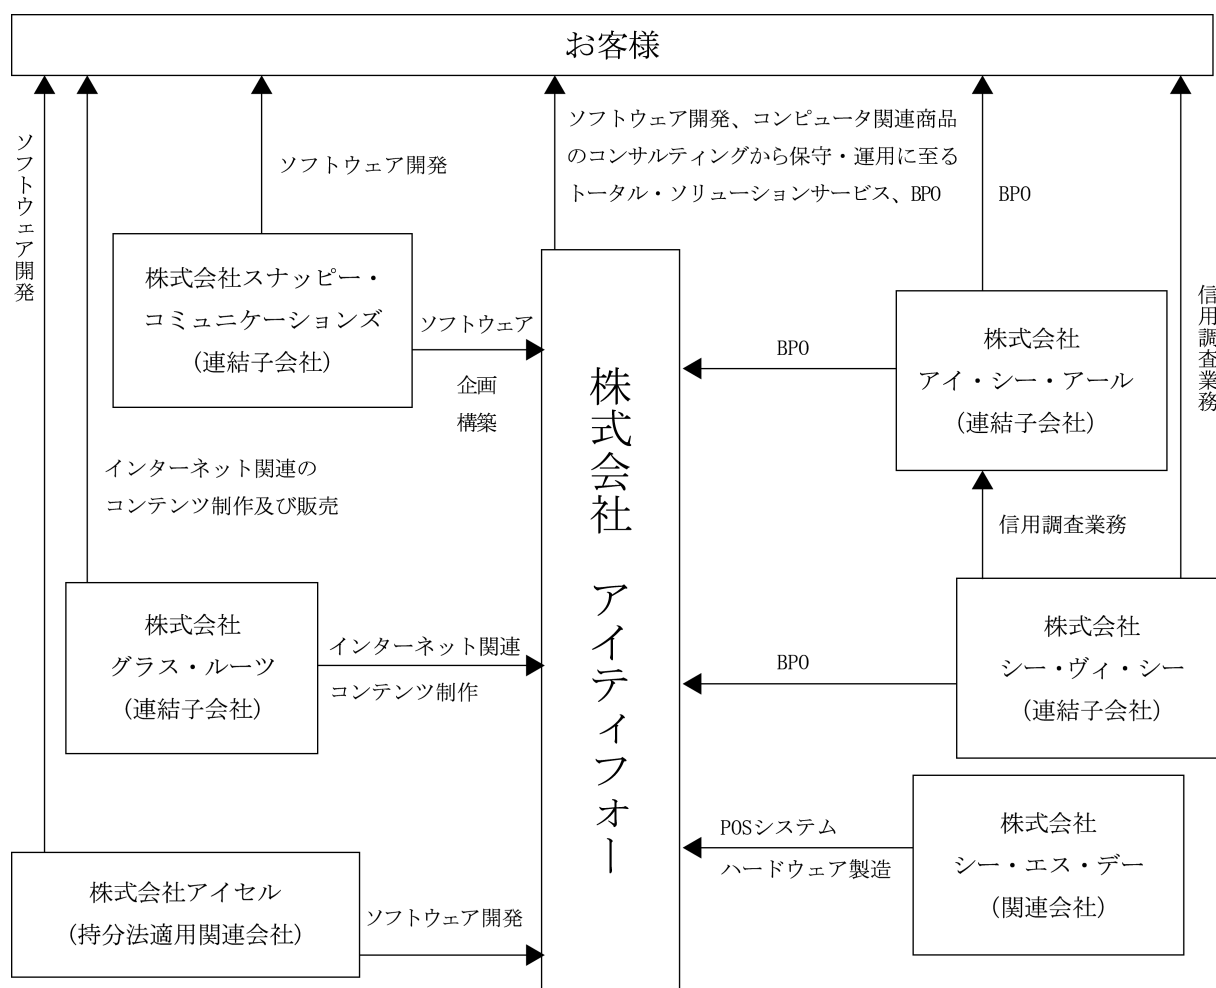 お客様
ソフトウェア開発
ソフトウェア開発
ソフトウェア開発、コンピュータ関連商品
のコンサルティングから保守・運用に至る
トータル・ソリューションサービス、BPO
BPO
信用調査業務
株式会社スナッピー・
コミュニケーションズ
(連結子会社)
ソフトウェア
企画
構築
株式会社 アイティフォー
BPO
株式会社
アイ・シー・アール
(連結子会社)
インターネット関連の
コンテンツ制作及び販売
信用調査業務
株式会社
グラス・ルーツ
(連結子会社)
インターネット関連
コンテンツ制作
BPO
株式会社
シー・ヴィ・シー
(連結子会社)
POSシステム
ハードウェア製造
株式会社
シー・エス・デー
(関連会社)
株式会社アイセル
(持分法適用関連会社)
ソフトウェア開発